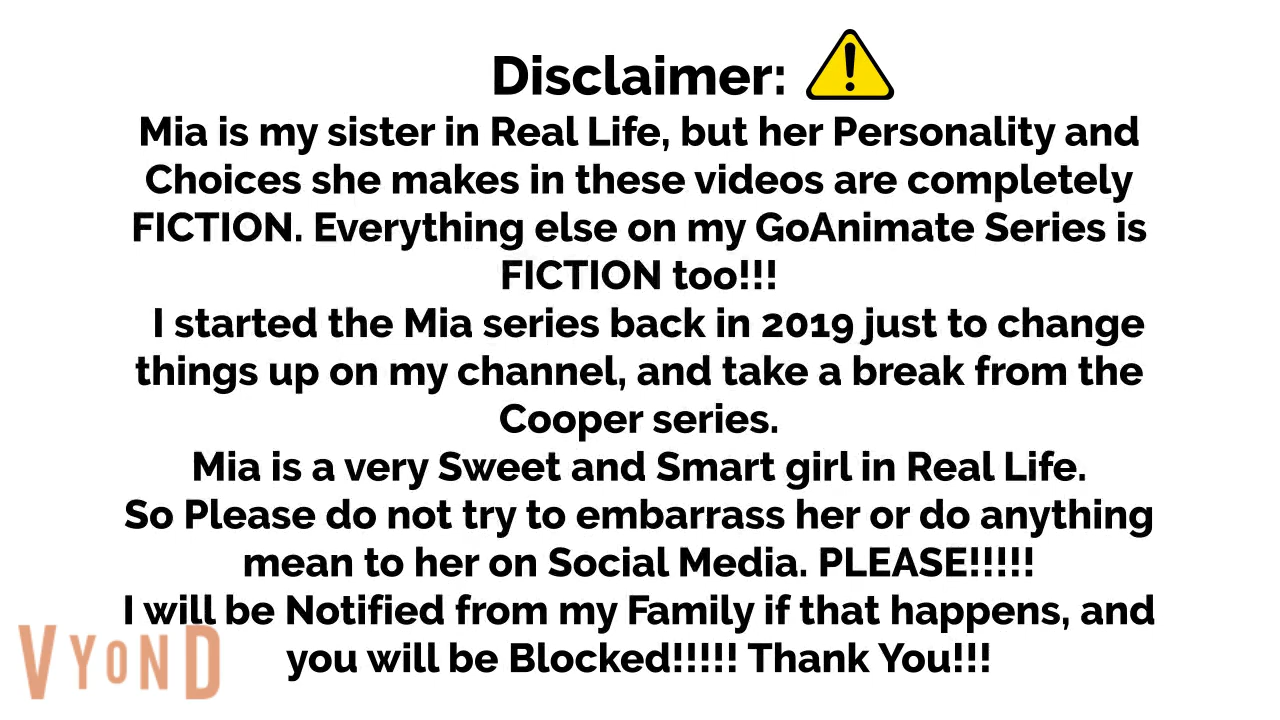 Disclaimer:
Mia is my sister in Real Life, but her Personality and
Choices she makes in these videos are completely
FICTION. Everything else on my GoAnimate Series is
FICTION too!!!
I started the Mia series back in 2019 just to change
things up on my channel, and take a break from the
Cooper series.
Mia is a very Sweet and Smart girl in Real Life.
So Please do not try to embarrass her or do anything
mean to her on Social Media. PLEASE!!!!!
I will be Notified from my Family if that happens, and
you will be Blocked!!!!! Thank You!!!
VYOND